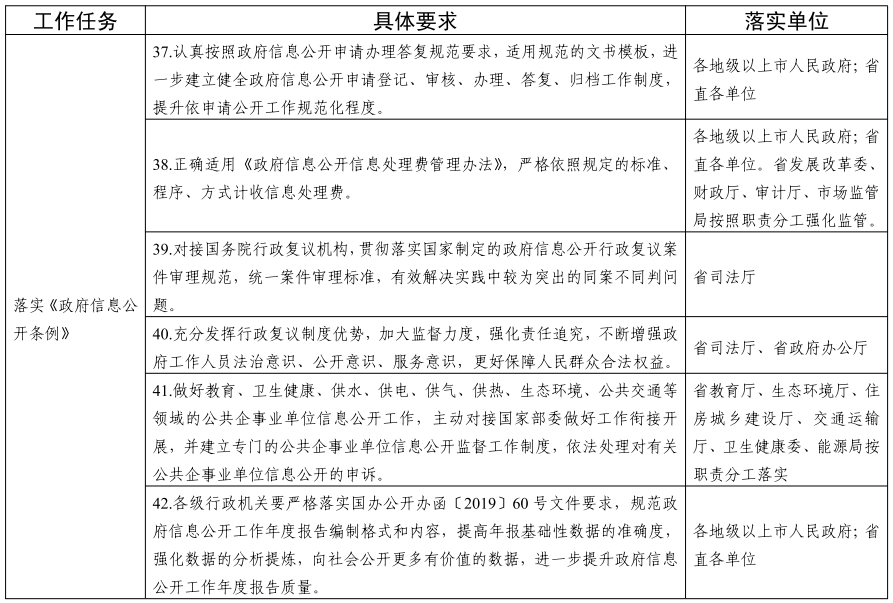 工作任务
具体要求
落实单位
落实《政府信息公
开条例》
37.认真按照政府信息公开申请办理答复规范要求，适用规范的文书模板，进
一步建立健全政府信息公开申请登记、审核、办理、答复、归档工作制度，
提升依申请公开工作规范化程度。
各地级以上市人民政府；省
直各单位
38.正确适用《政府信息公开信息处理费管理办法》，严格依照规定的标准、
程序、方式计收信息处理费。
各地级以上市人民政府；省
直各单位。省发展改革委、
财政厅、审计厅、市场监管
局按照职责分工强化监管。
39.对接国务院行政复议机构，贯彻落实国家制定的政府信息公开行政复议案
件审理规范，统一案件审理标准，有效解决实践中较为突出的同案不同判问
题。
省司法厅
40.充分发挥行政复议制度优势，加大监督力度，强化责任追究，不断增强政
府工作人员法治意识、公开意识、服务意识，更好保障人民群众合法权益。
省司法厅、省政府办公厅
41.做好教育、卫生健康、供水、供电、供气、供热、生态环境、公共交通等
领域的公共企事业单位信息公开工作，主动对接国家部委做好工作衔接开
展，并建立专门的公共企事业单位信息公开监督工作制度，依法处理对有关
公共企事业单位信息公开的申诉。
省教育厅、生态环境厅、住
房城乡建设厅、交通运输
厅、卫生健康委、能源局按
职责分工落实
42.各级行政机关要严格落实国办公开办函〔2019〕60号文件要求，规范政
府信息公开工作年度报告编制格式和内容，提高年报基础性数据的准确度，
强化数据的分析提炼，向社会公开更多有价值的数据，进一步提升政府信息
公开工作年度报告质量。
各地级以上市人民政府；省
直各单位